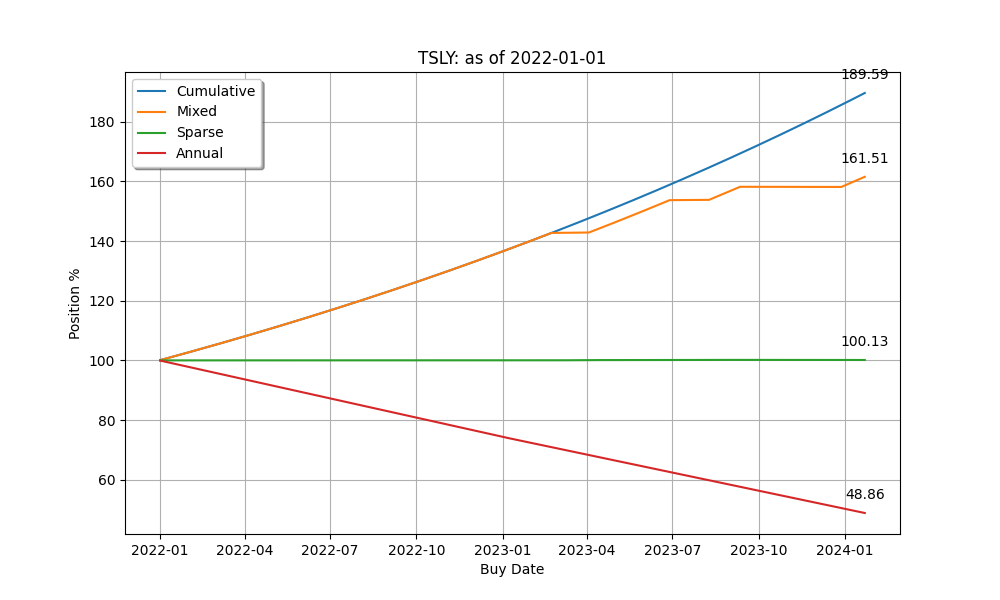 TSLY: as of 2022-01-01
Cumulative
Mixed
Sparse
Annual
189.59
161.51
100.13
48.86
Position %
180
160
140
120
100
80
60
2022-01
2022-04
2022-07
2022-10
2023-01
2023-04
2023-07
2023-10
2024-01
Buy Date